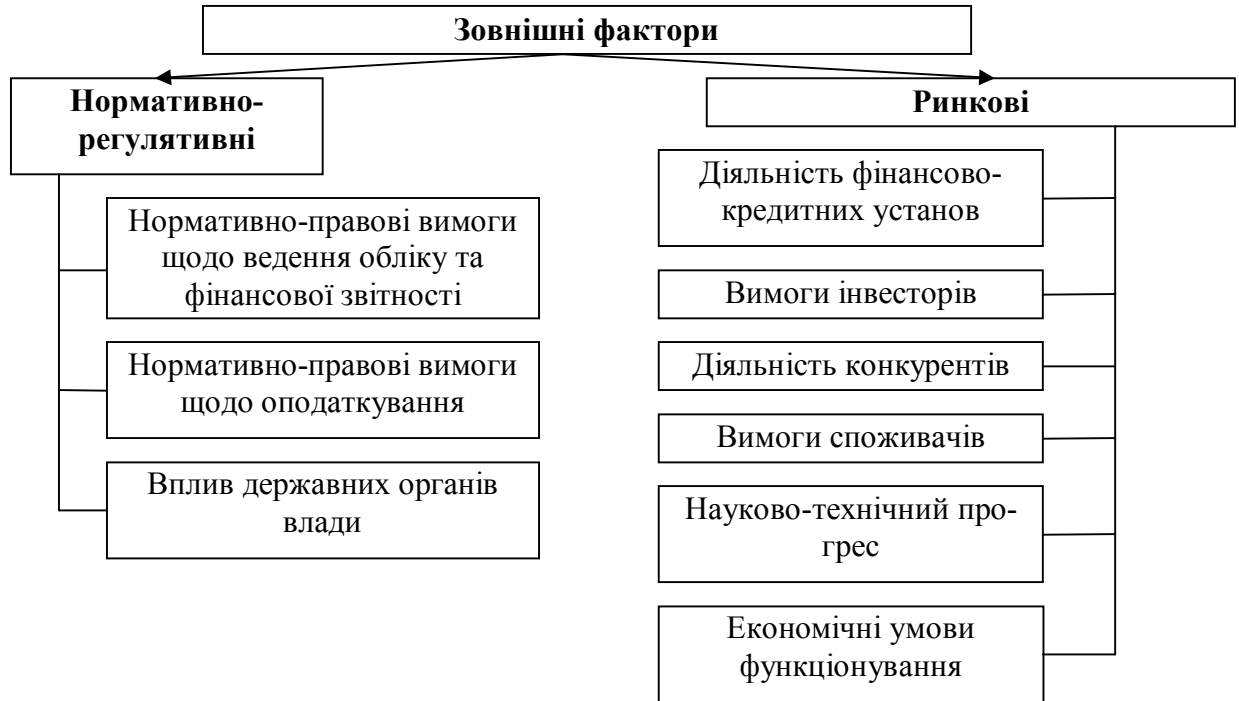 Зовнішні фактори
Нормативно-
регулятивні
Нормативно-правові вимоги
щодо ведення обліку та
фінансової звітності
Нормативно-правові вимоги
щодо оподаткування
Вплив державних органів
влади
Ринкові
Діяльність фінансово-
кредитних установ
Вимоги інвесторів
Діяльність конкурентів
Вимоги споживачів
Науково-технічний про-
грес
Економічні умови
функціонування